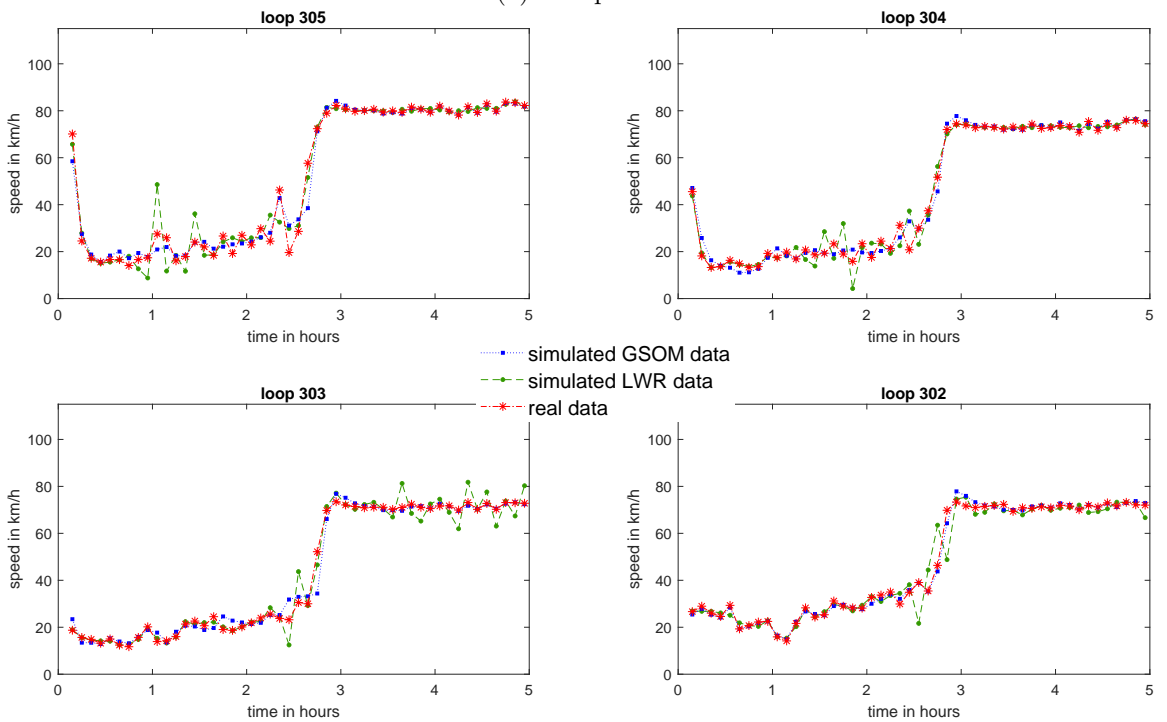 loop 305
loop 304
100
80
60
40
20
0
speed in km/h
0 1 2 3 4 5
time in hours
100
80
60
40
20
0
speed in km/h
0 1 2 3 4 5
time in hours
simulated GSOM data
simulated LWR data
real data
loop 303
loop 302
100
80
60
40
20
0
speed in km/h
0 1 2 3 4 5
time in hours
100
80
60
40
20
0
speed in km/h
0 1 2 3 4 5
time in hours